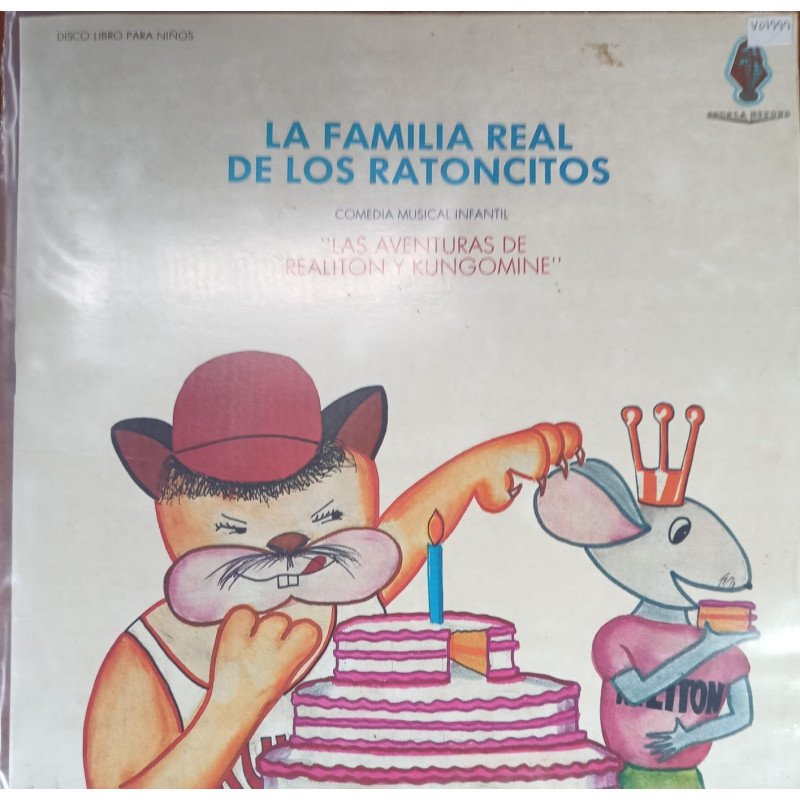 DISCO LIBRO PARA NIÑOS
LA FAMILIA REAL
DE LOS RATONCITOS
COMEDIA MUSICAL INFANTIL
"LAS AVENTURAS DE
REALITON Y KUNGOMINE"